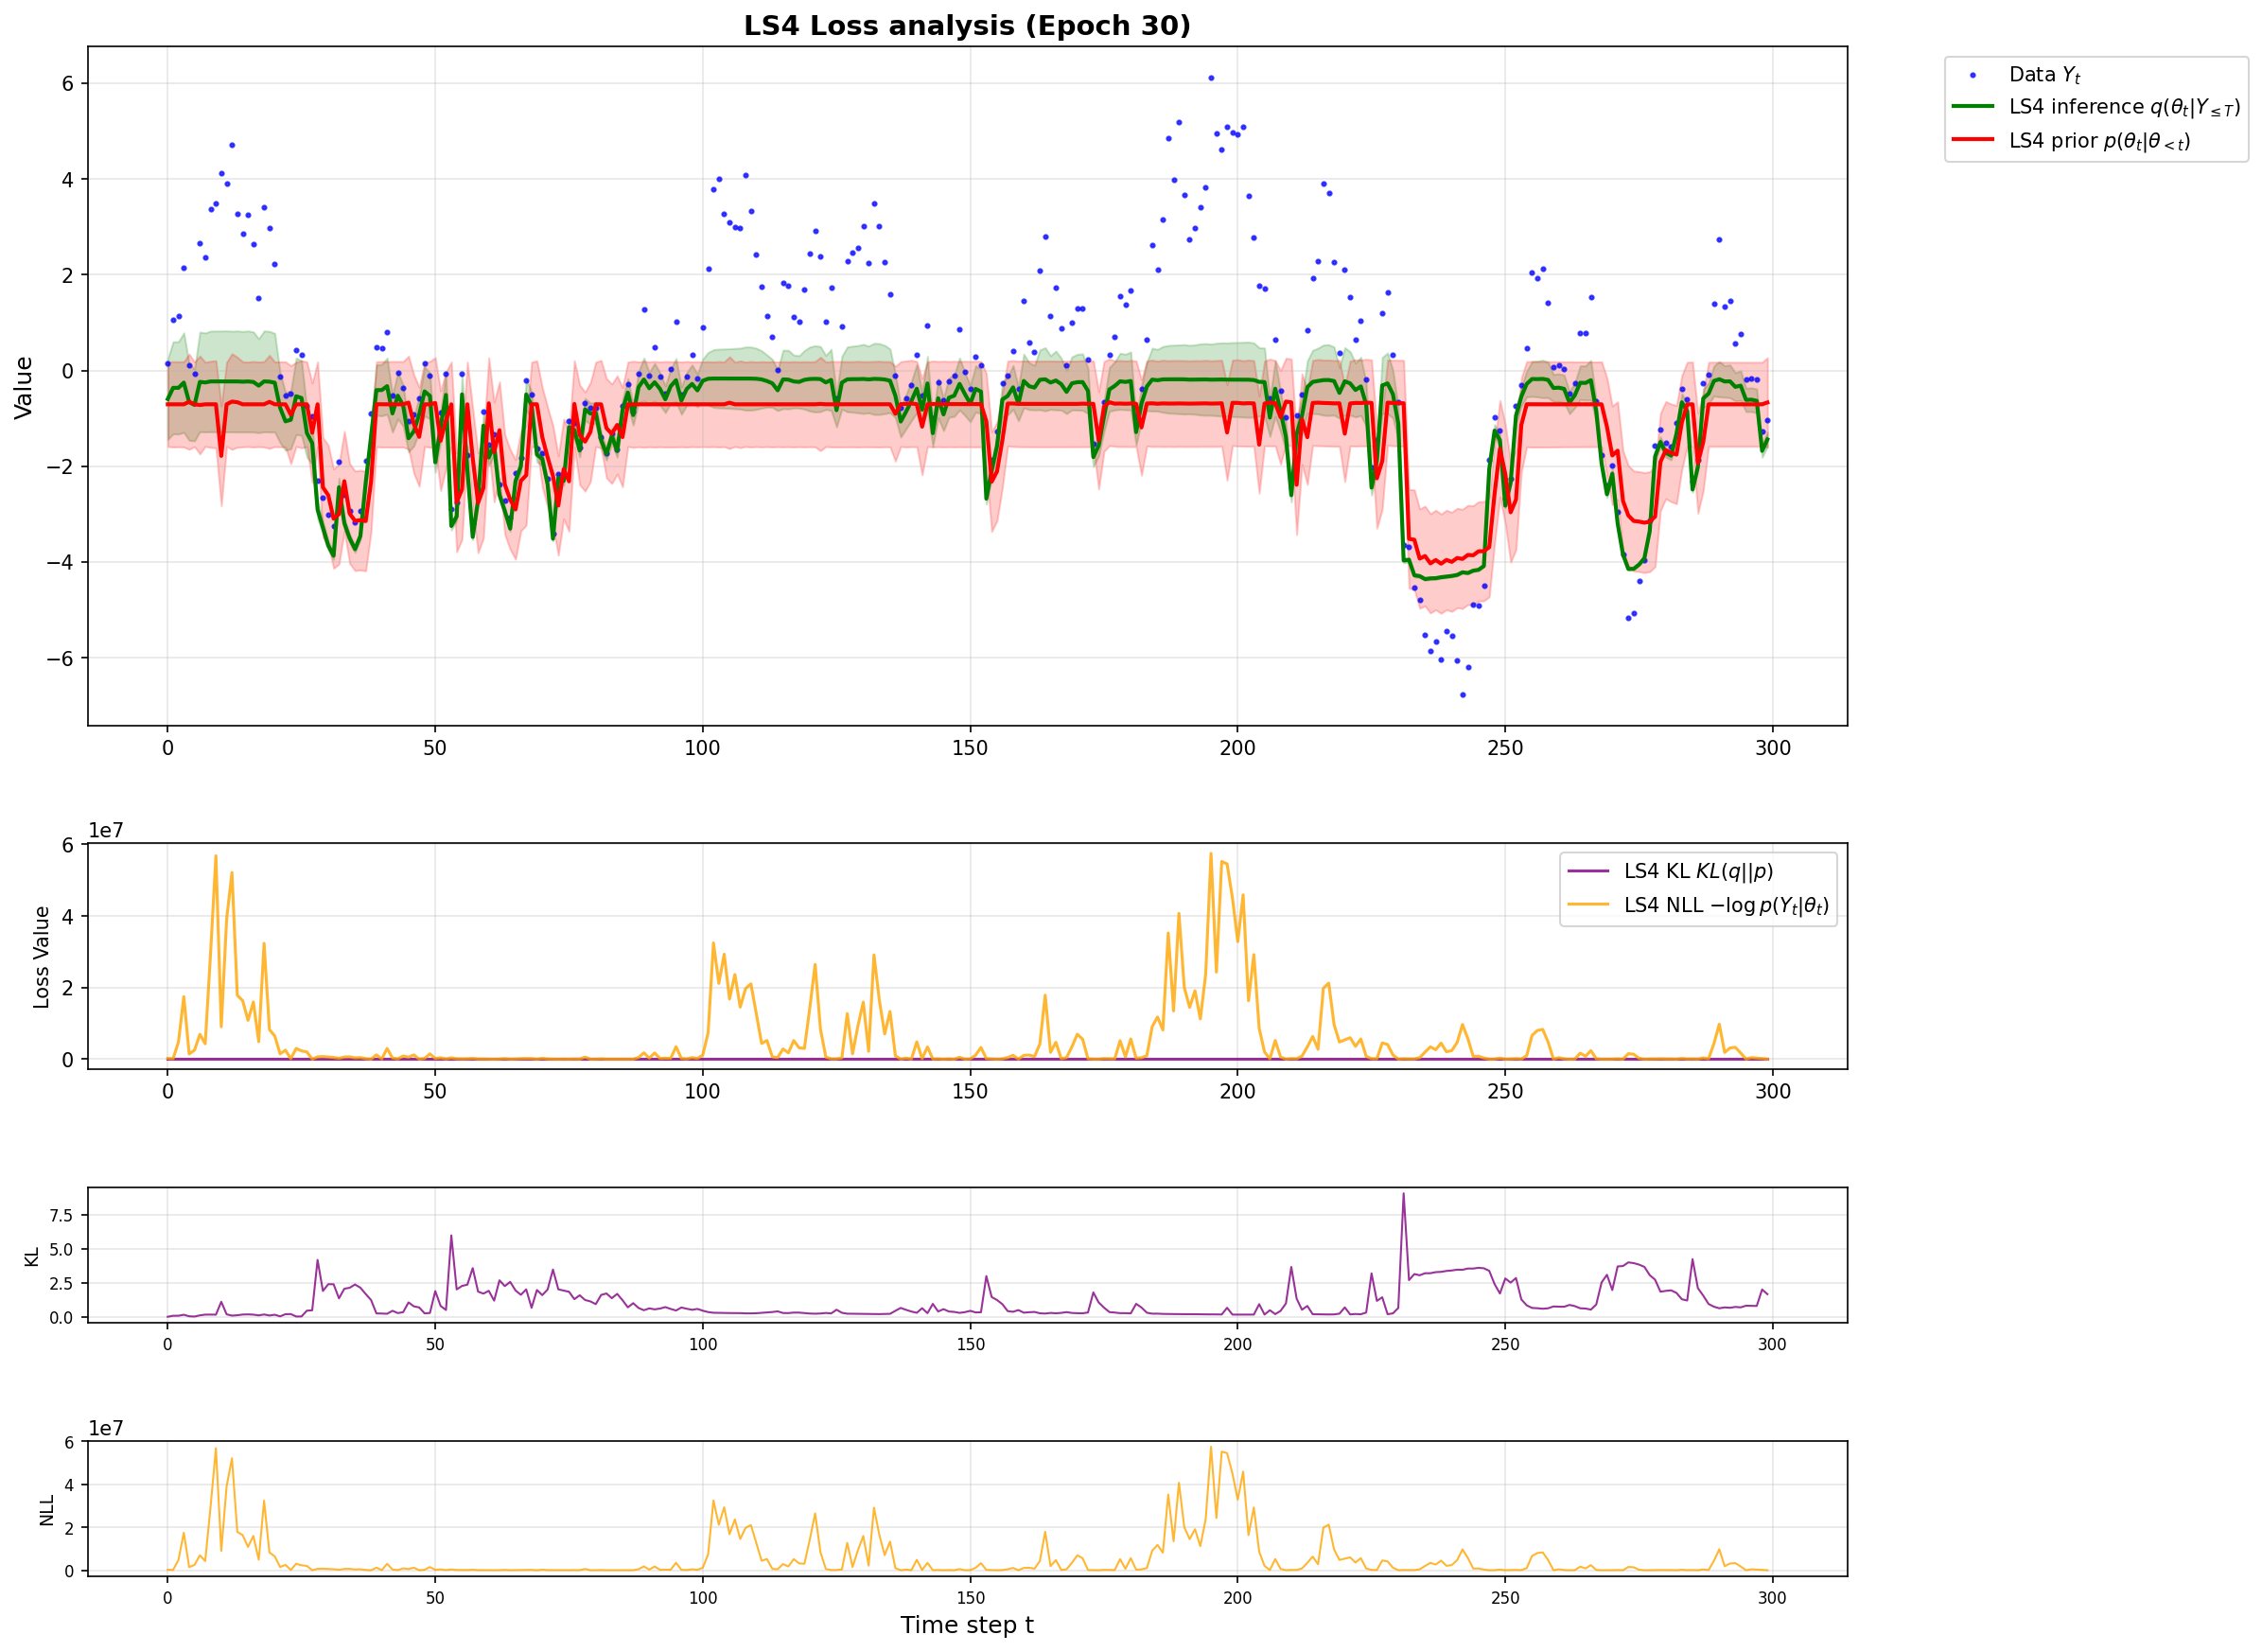 LS4 Loss analysis (Epoch 30)
Value
6
4
2
0
−2
−4
−6
0 50 100 150 200 250 300
Data Y_t
LS4 inference q(θ_t|Y_{≤T})
LS4 prior p(θ_t|θ_{<t})
1e7
Loss Value
6
4
2
0
0 50 100 150 200 250 300
LS4 KL KL(q||p)
LS4 NLL −log p(Y_t|θ_t)
KL
7.5
5.0
2.5
0.0
0 50 100 150 200 250 300
1e7
NLL
6
4
2
0
0 50 100 150 200 250 300
Time step t